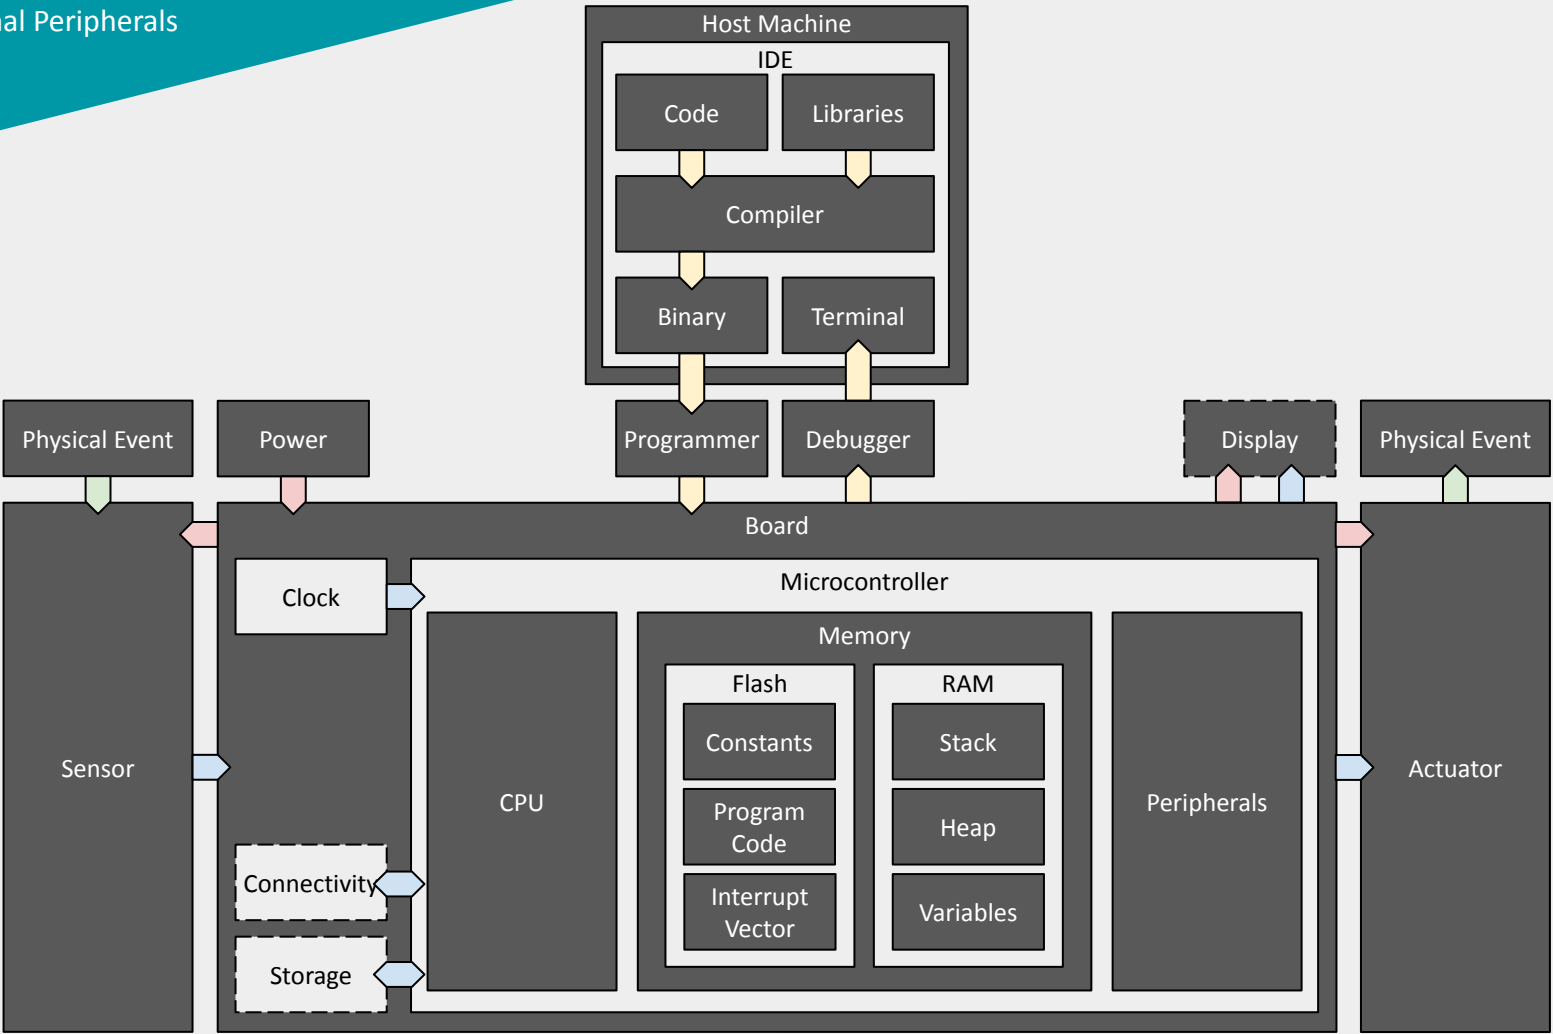 Peripherals
Host Machine
IDE
Code
Libraries
Compiler
Binary
Terminal
Physical Event
Power
Programmer
Debugger
Display
Physical Event
Board
Clock
Microcontroller
Memory
Flash
RAM
Constants
Stack
Sensor
CPU
Program
Code
Heap
Peripherals
Actuator
Connectivity
Interrupt
Vector
Variables
Storage